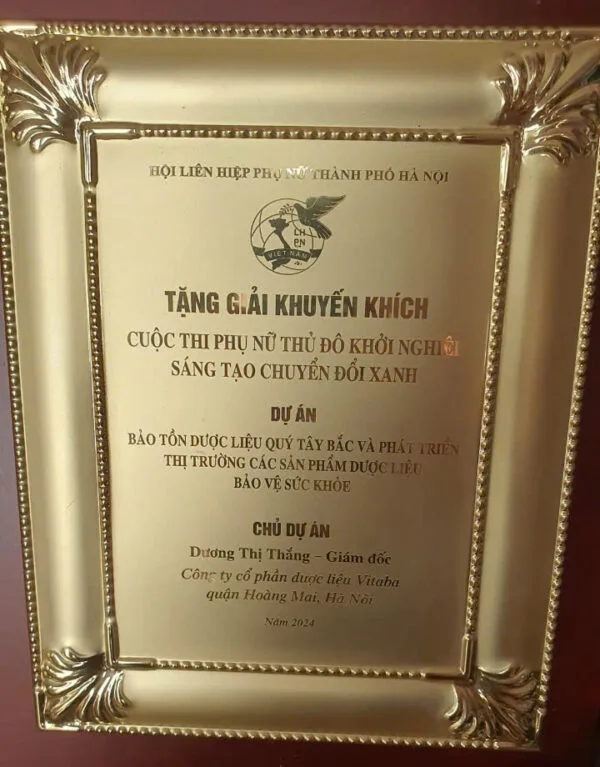 HỘI LIÊN HIỆP PHỤ NỮ THÀNH PHỐ HÀ NỘI
LH
PN
VIỆT NAM
TẶNG GIẢI KHUYẾN KHÍCH
CUỘC THI PHỤ NỮ THỦ ĐÔ KHỞI NGHIỆP
SÁNG TẠO CHUYỂN ĐỔI XANH
DỰ ÁN
BẢO TỒN DƯỢC LIỆU QUÝ TÂY BẮC VÀ PHÁT TRIỂN
THỊ TRƯỜNG CÁC SẢN PHẨM DƯỢC LIỆU
BẢO VỆ SỨC KHỎE
CHỦ DỰ ÁN
Dương Thị Thắng - Giám đốc
Công ty cổ phần dược liệu Vitaba
quận Hoàng Mai, Hà Nội
Năm 2024